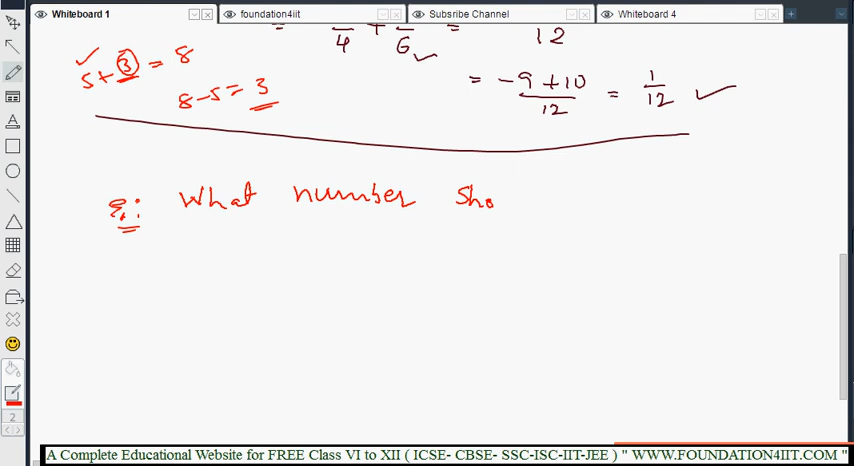 Whiteboard 1 foundation4iit Subsribe Channel Whiteboard 4
= 4 + 6 = 12
5 + 3 = 8
8 - 5 = 3
= -9 + 10 / 12 = 1 / 12
Ex: What number sho
2
A Complete Educational Website for FREE Class VI to XII ( ICSE- CBSE- SSC-ISC-IIT-JEE ) " WWW.FOUNDATION4IIT.COM "